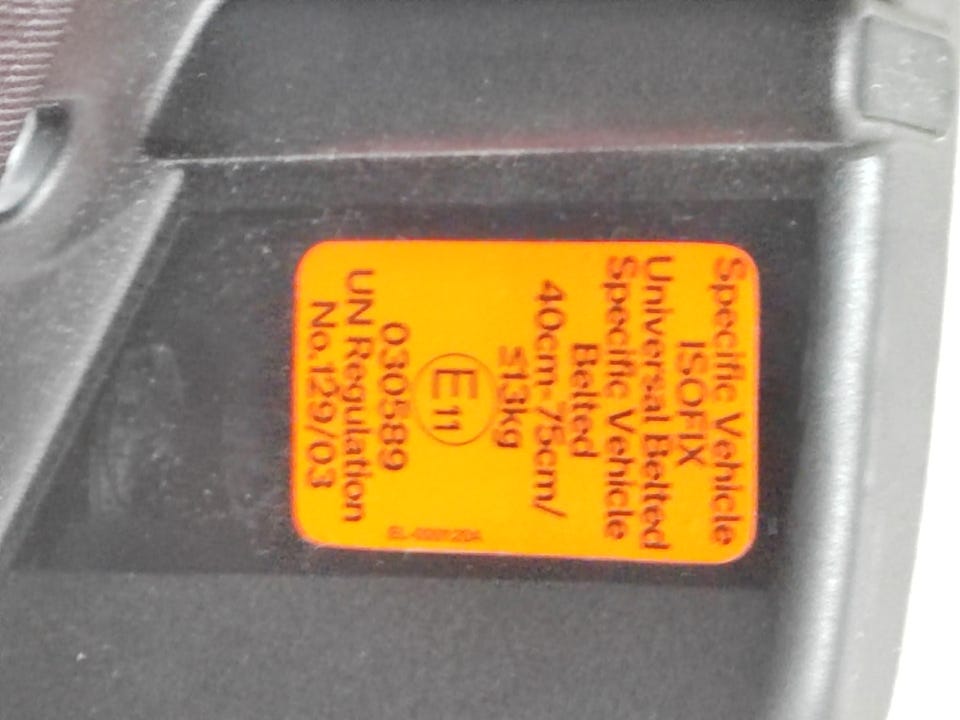 Specific Vehicle
ISOFIX
Universal Belted
Specific Vehicle
Belted
40cm-75cm/
≤13kg
E11
030589
UN Regulation
No.129/03